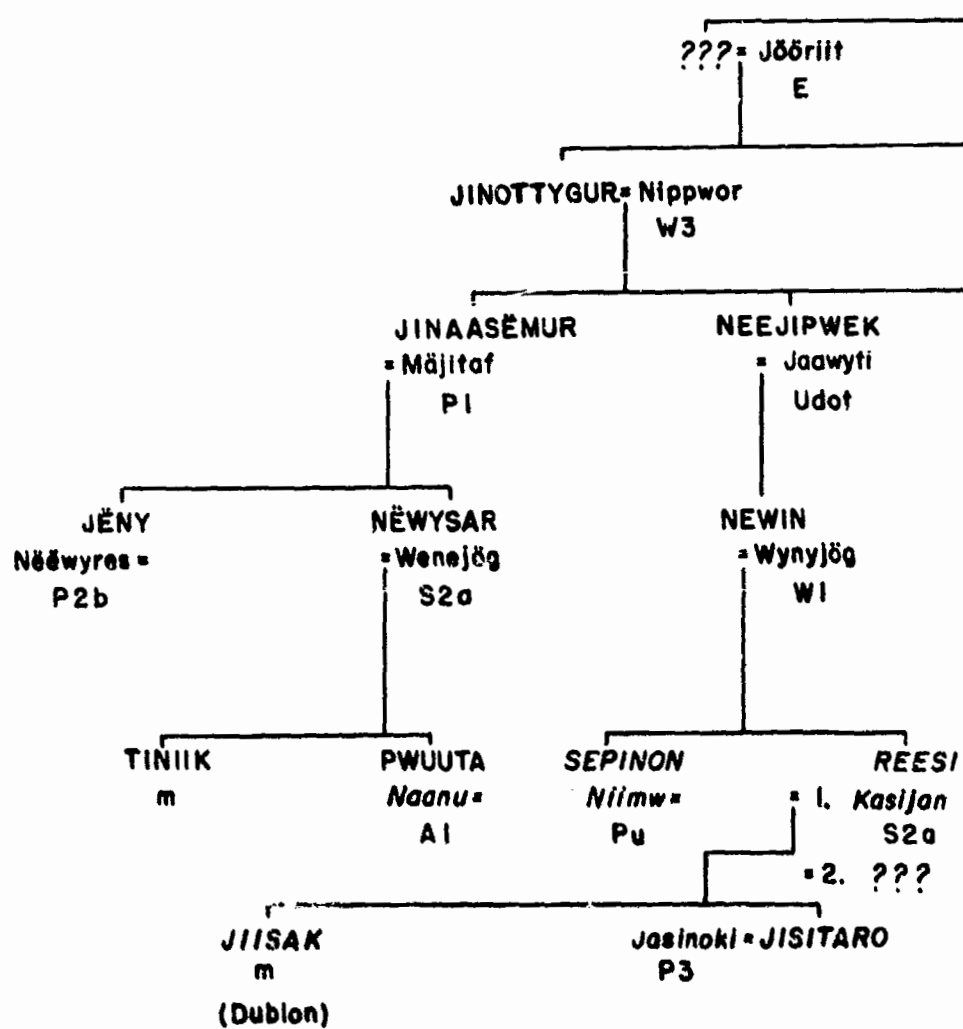 ??? = Jööriit
E
JINOTTYGUR = Nippwor
W3
JINAASËMUR NEEJIPWEK
= Mäjitaf = Jaawyti
P1 Udot
JËNY NËWYSAR NEWIN
Nëëwyres = = Wenejög = Wynyjög
P2b S2a W1
TINIIK PWUUTA SEPINON REESI
m Naanu = Niimw = = 1. Kasijan
A1 Pu S2a
= 2. ???
JIISAK Jasinoki = JISITARO
m P3
(Dublon)